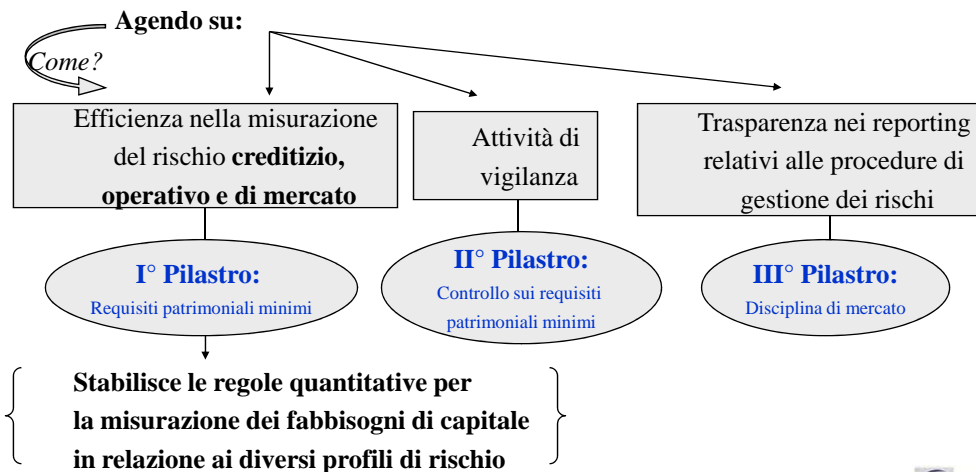 Agendo su:
Come?
Efficienza nella misurazione
del rischio creditizio,
operativo e di mercato
Attività di
vigilanza
Trasparenza nei reporting
relativi alle procedure di
gestione dei rischi
I° Pilastro:
Requisiti patrimoniali minimi
II° Pilastro:
Controllo sui requisiti
patrimoniali minimi
III° Pilastro:
Disciplina di mercato
Stabilisce le regole quantitative per
la misurazione dei fabbisogni di capitale
in relazione ai diversi profili di rischio